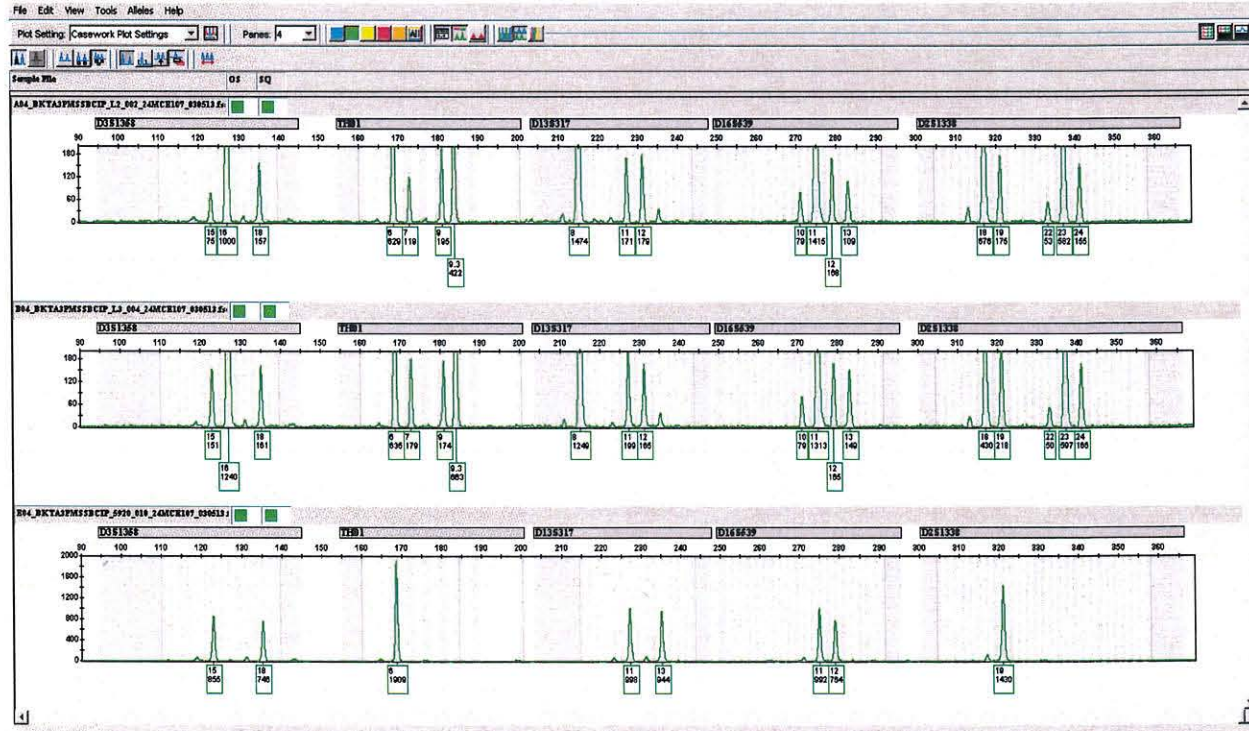 File Edit View Tools Alleles Help
Plot Setting: Casework Plot Settings Panes: 4 All
Sample File OS SQ
D3S1358 TH01 D13S317 D16S539 D2S1338
90 100 110 120 130 140 150 160 170 180 190 200 210 220 230 240 250 260 270 280 290 300 310 320 330 340 350 360
180
120
60
0
15 16 18 6 7 9 8 11 12 10 11 13 18 19 22 23 24
75 1000 157 629 119 195 1474 171 179 79 1415 109 676 175 53 582 155
9.3 12
422 168
D3S1358 TH01 D13S317 D16S539 D2S1338
90 100 110 120 130 140 150 160 170 180 190 200 210 220 230 240 250 260 270 280 290 300 310 320 330 340 350 360
180
120
60
0
15 18 6 7 9 8 11 12 10 11 13 18 19 22 23 24
151 161 636 179 174 1249 199 79 1313 149 430 218 50 597
16 9.3 12
1240 663
D3S1358 TH01 D13S317 D16S539 D2S1338
90 100 110 120 130 140 150 160 170 180 190 200 210 220 230 240 250 260 270 280 290 300 310 320 330 340 350 360
2000
1600
1200
800
400
0
15 18 6 11 13 11 12 19
855 1909 998 944 992 1430